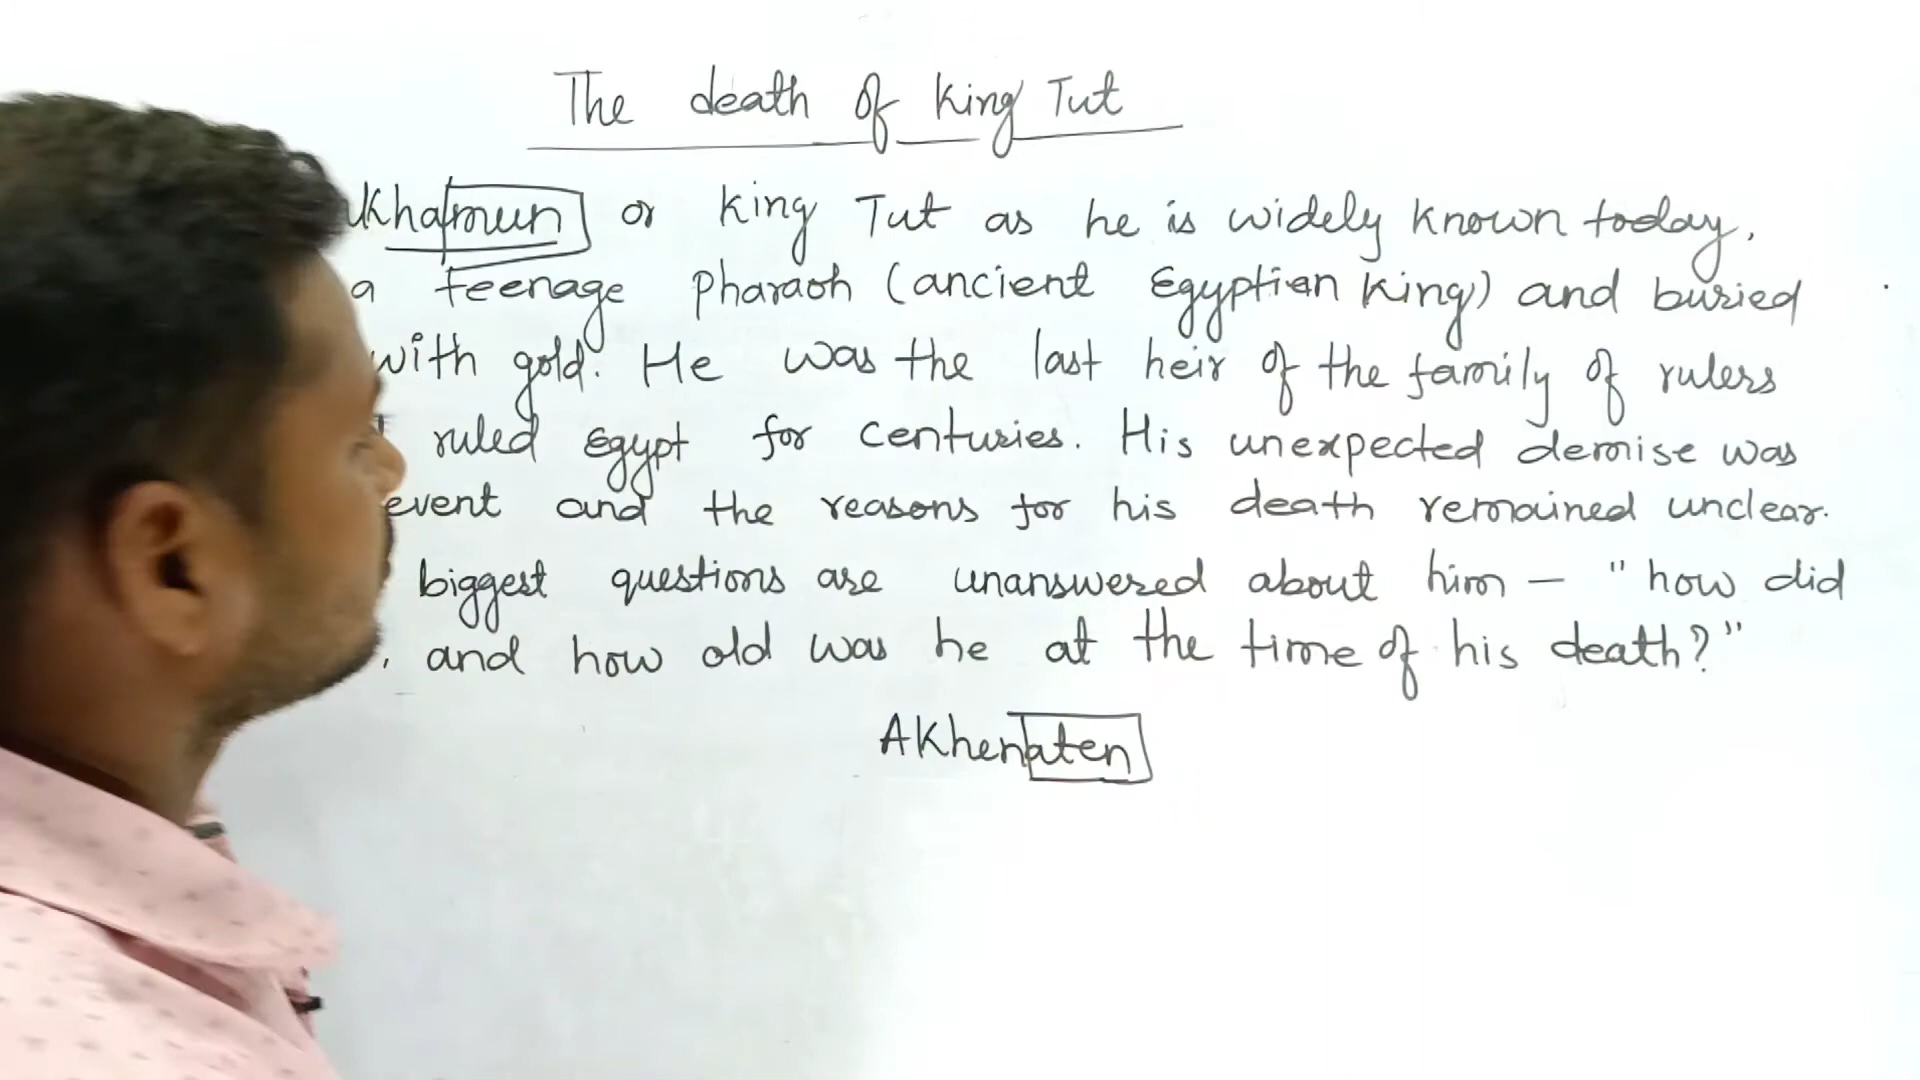 The death of King Tut
Khamun or King Tut as he is widely known today,
a teenage pharaoh (ancient Egyptian King) and buried
with gold. He was the last heir of the family of rulers
ruled Egypt for centuries. His unexpected demise was
event and the reasons for his death remained unclear.
biggest questions are unanswered about him – "how did
, and how old was he at the time of his death?"
AKhenaten